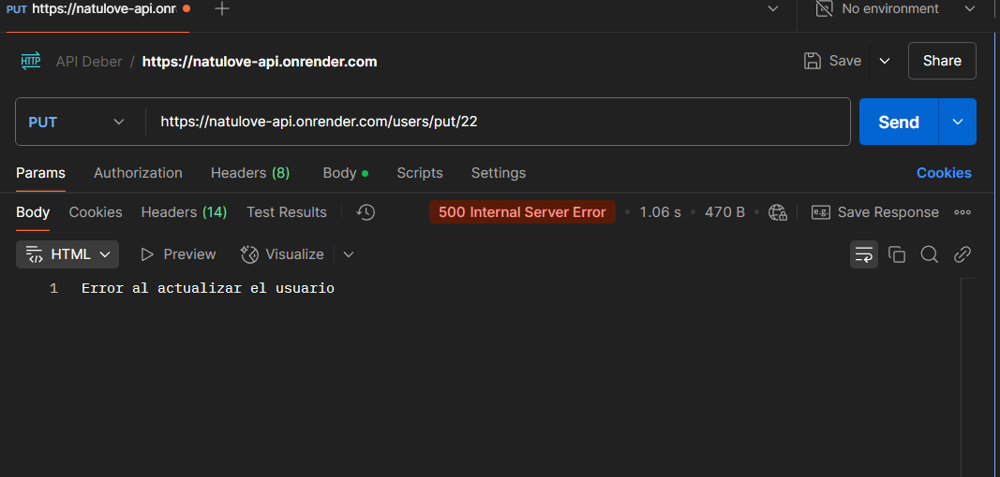 PUT https://natulove-api.onr
No environment
HTTP API Deber / https://natulove-api.onrender.com
Save
Share
PUT https://natulove-api.onrender.com/users/put/22
Send
Params Authorization Headers (8) Body Scripts Settings Cookies
Body Cookies Headers (14) Test Results 500 Internal Server Error 1.06 s 470 B e.g. Save Response
HTML Preview Visualize
1 Error al actualizar el usuario